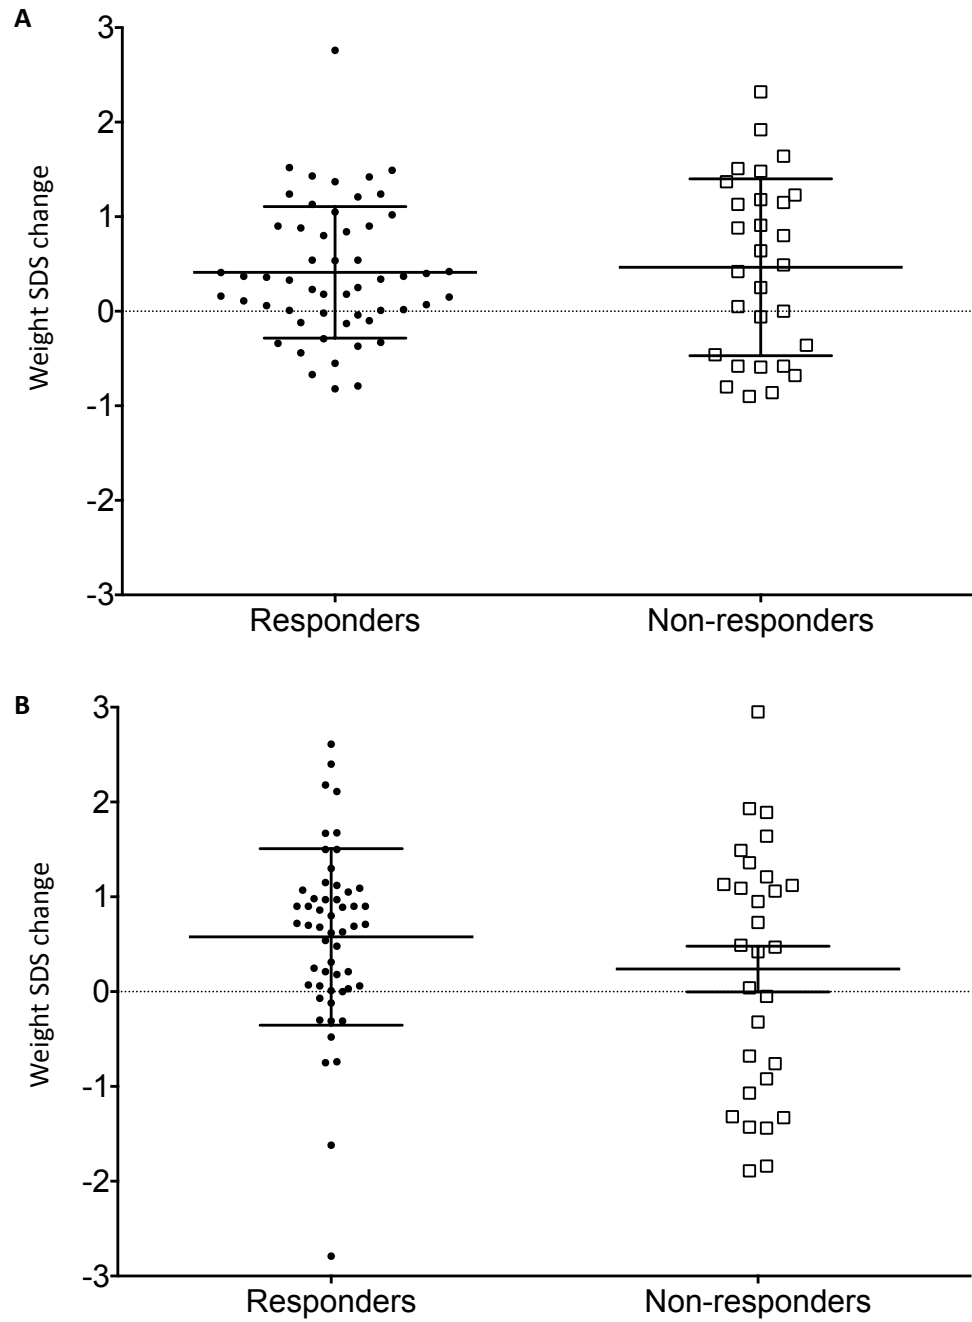 A
3
2
1
0
-1
-2
-3
Weight SDS change
Responders
Non-responders
B
3
2
1
0
-1
-2
-3
Weight SDS change
Responders
Non-responders